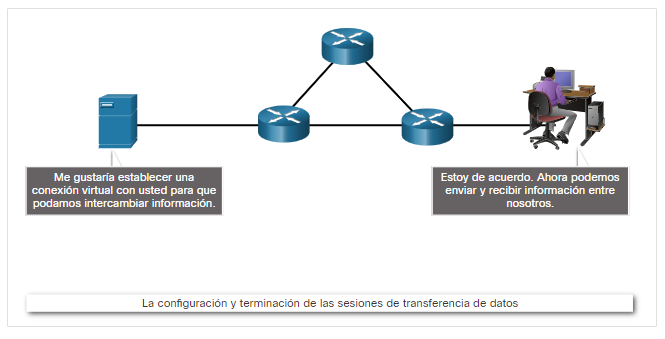 Me gustaría establecer una
conexión virtual con usted para que
podamos intercambiar información.
Estoy de acuerdo. Ahora podemos
enviar y recibir información entre
nosotros.
La configuración y terminación de las sesiones de transferencia de datos